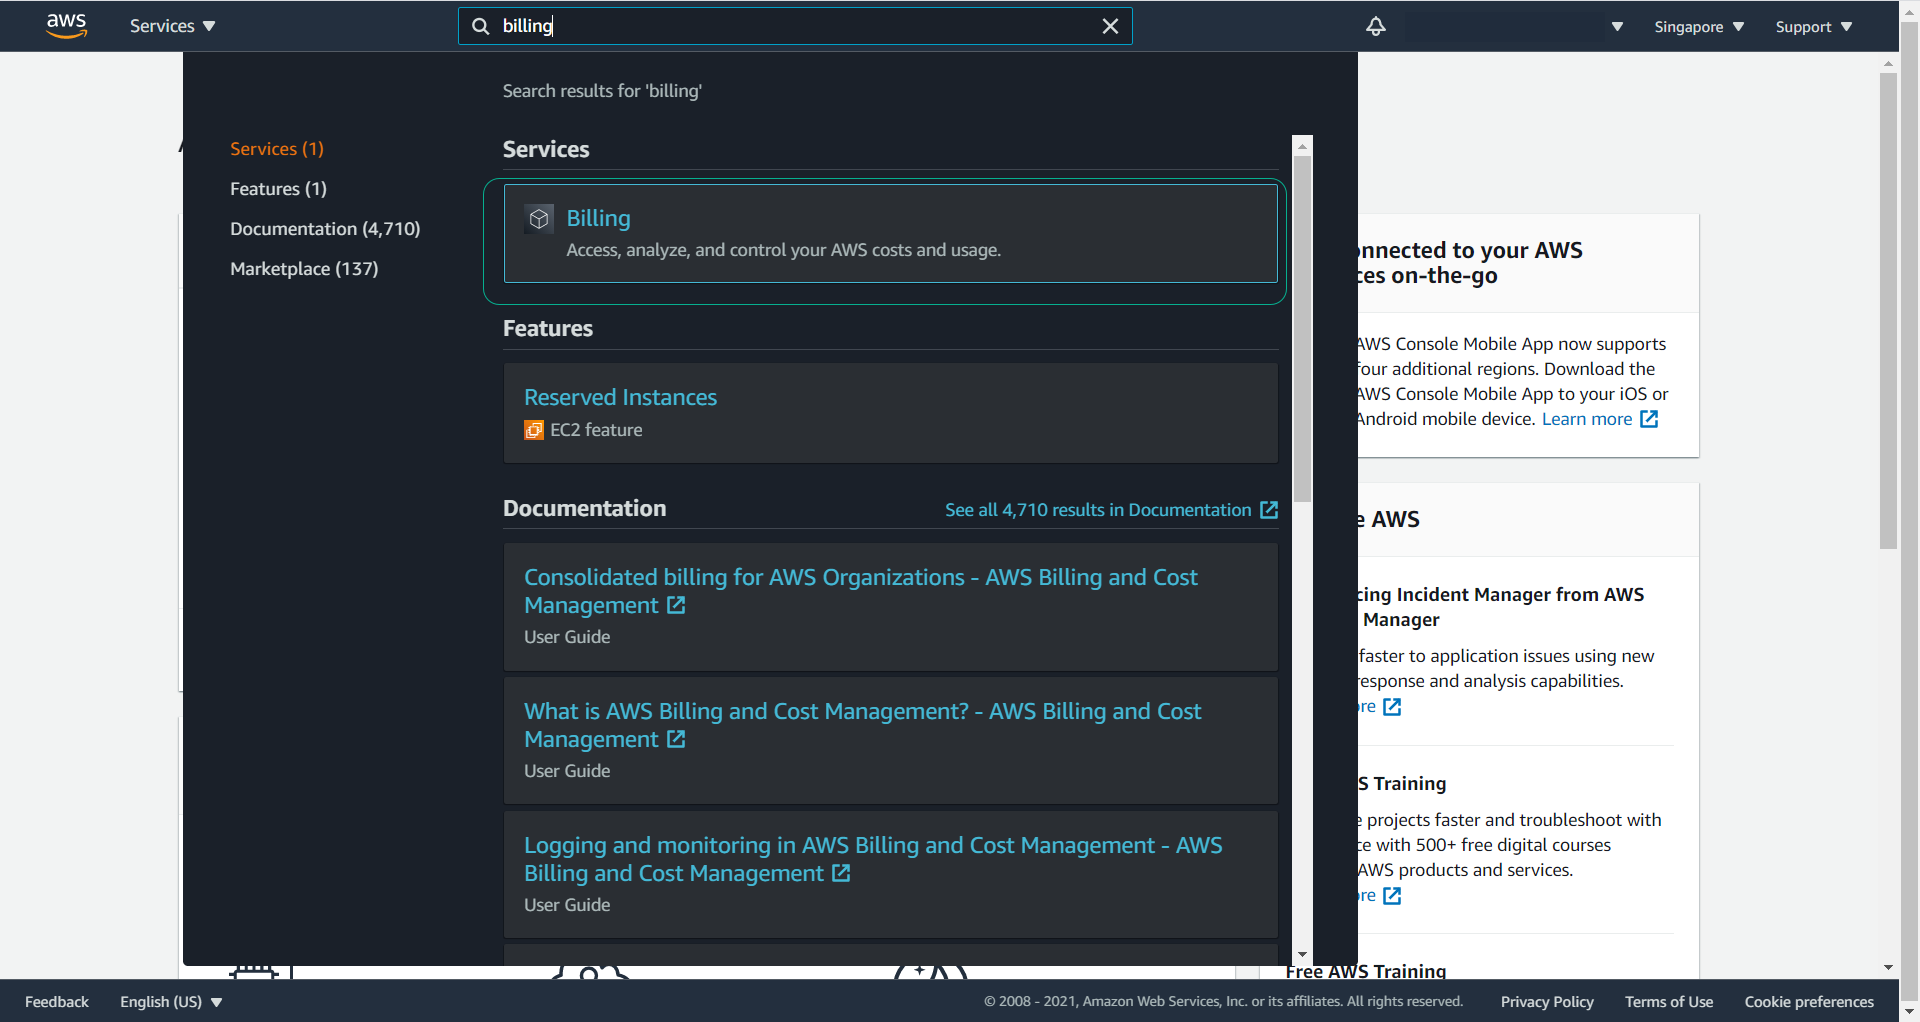 aws
Services
billing
Singapore
Support
Search results for 'billing'
Services (1)
Features (1)
Documentation (4,710)
Marketplace (137)
Services
Billing
Access, analyze, and control your AWS costs and usage.
Features
Reserved Instances
EC2 feature
Documentation
See all 4,710 results in Documentation
Consolidated billing for AWS Organizations - AWS Billing and Cost
Management
User Guide
What is AWS Billing and Cost Management? - AWS Billing and Cost
Management
User Guide
Logging and monitoring in AWS Billing and Cost Management - AWS
Billing and Cost Management
User Guide
onnected to your AWS
ces on-the-go
AWS Console Mobile App now supports
four additional regions. Download the
AWS Console Mobile App to your iOS or
Android mobile device. Learn more
e AWS
cing Incident Manager from AWS
Manager
faster to application issues using new
response and analysis capabilities.
re
S Training
e projects faster and troubleshoot with
ce with 500+ free digital courses
AWS products and services.
ore
Free AWS Training
Feedback
English (US)
© 2008 - 2021, Amazon Web Services, Inc. or its affiliates. All rights reserved.
Privacy Policy
Terms of Use
Cookie preferences